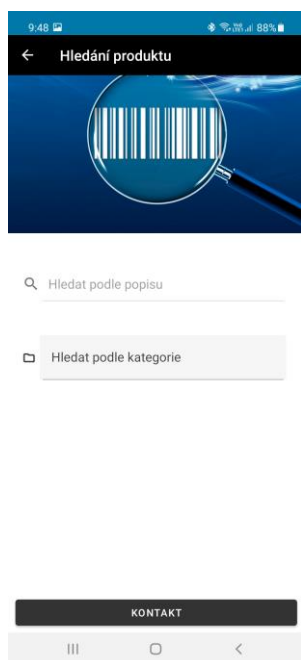 9:48 88%
Hledání produktu
Hledat podle popisu
Hledat podle kategorie
KONTAKT